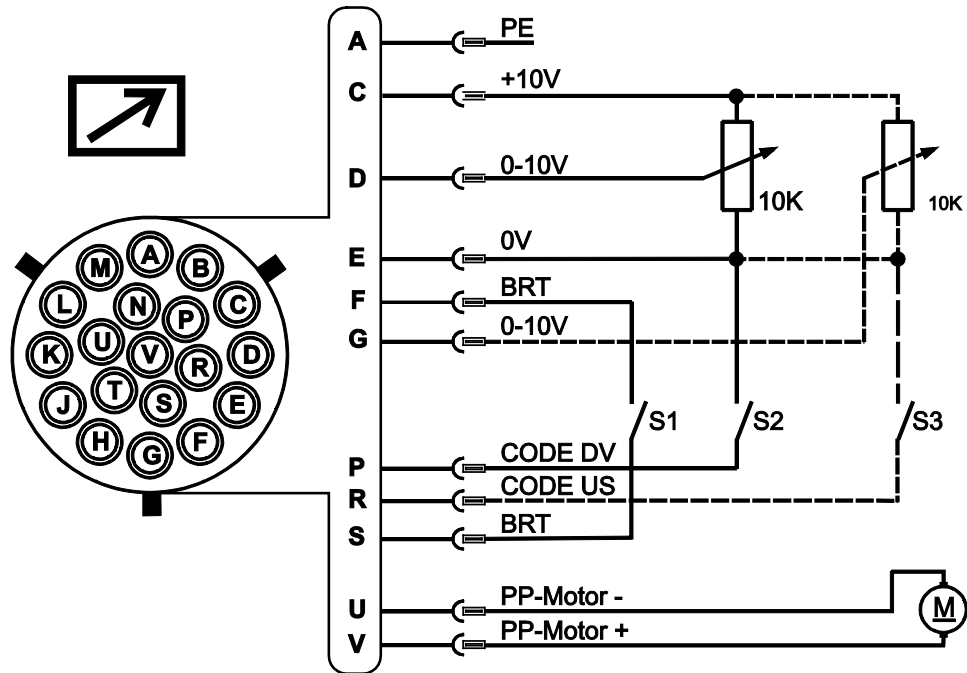 A PE
C +10V
D 0-10V 10K 10K
E 0V
F BRT
G 0-10V
S1 S2 S3
P CODE DV
R CODE US
S BRT
U PP-Motor -
V PP-Motor +
M
A
M B
L N P C
K U V R D
J T S E
H G F